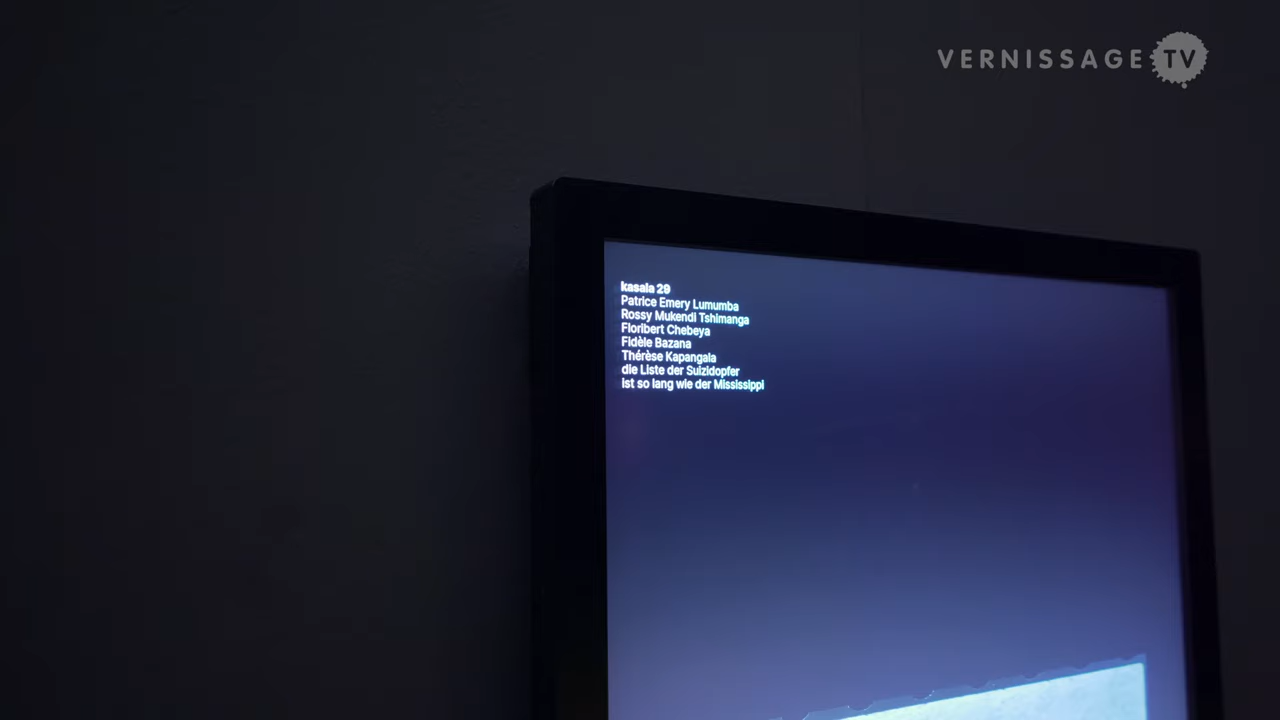 VERNISSAGE TV
kasala 29
Patrice Emery Lumumba
Rossy Mukendi Tshimanga
Floribert Chebeya
Fidèle Bazana
Thérèse Kapangala
die Liste der Suizidopfer
ist so lang wie der Mississippi